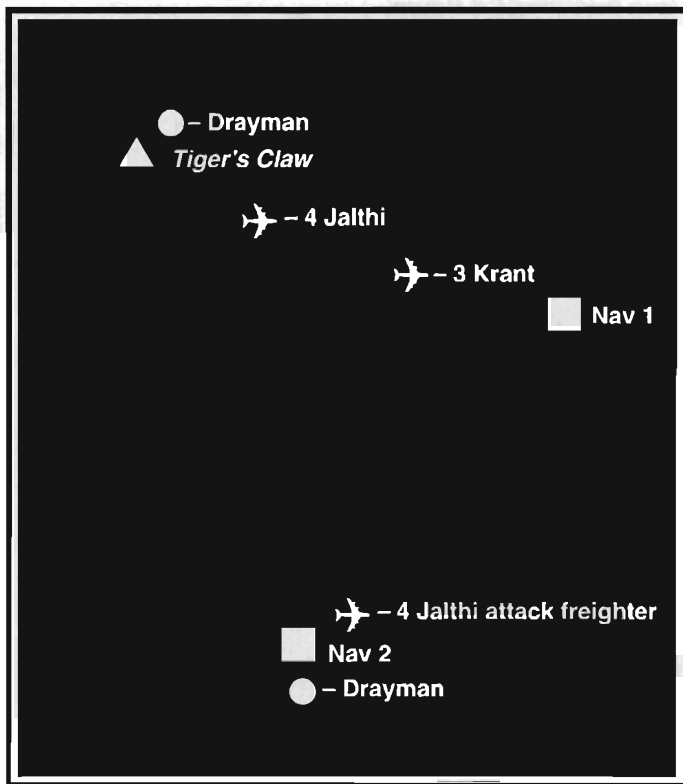 – Drayman
Tiger's Claw
– 4 Jalthi
– 3 Krant
Nav 1
– 4 Jalthi attack freighter
Nav 2
– Drayman